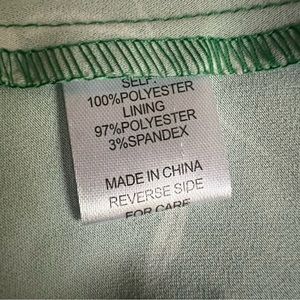 SELF:
100%POLYESTER
LINING
97%POLYESTER
3%SPANDEX
MADE IN CHINA
REVERSE SIDE
FOR CARE